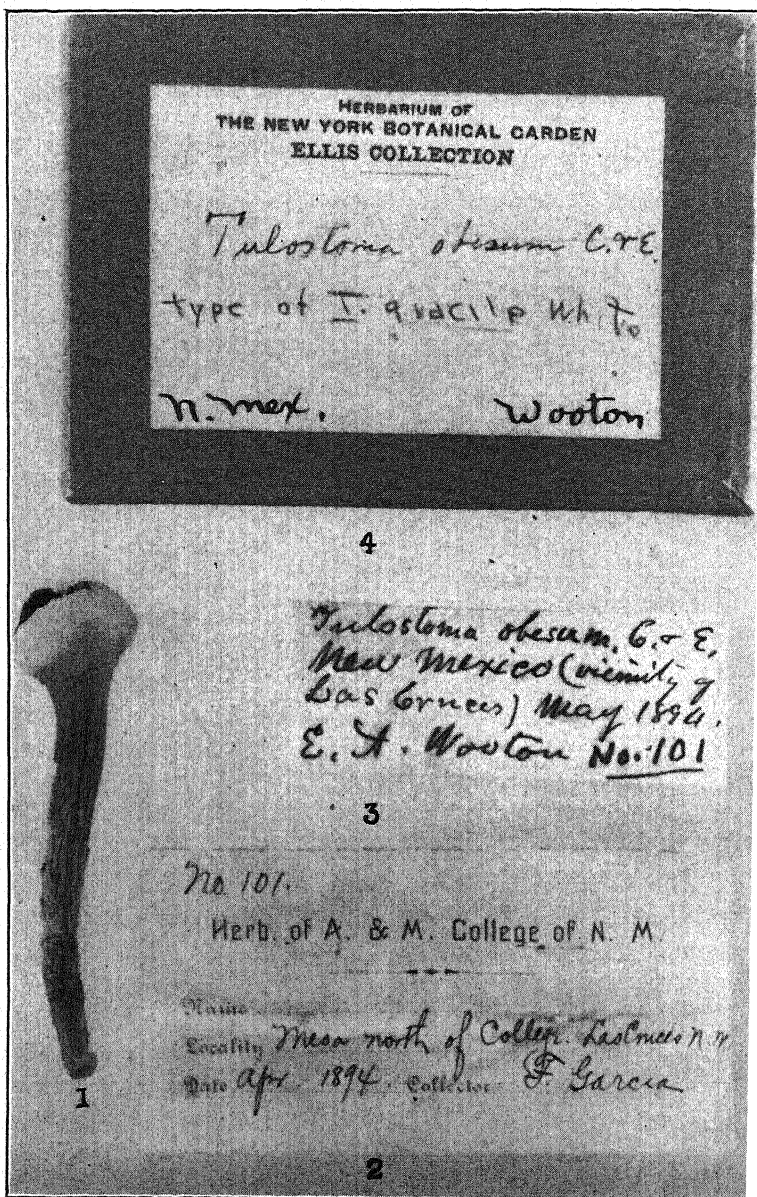 HERBARIUM OF
THE NEW YORK BOTANICAL GARDEN
ELLIS COLLECTION
Tulostoma obesum C. & E.
type of T. gracile White
N. Mex. Wooton
4
Tulostoma obesum, C. & E.
New Mexico (vicinity of
Las Cruces) May 1894.
E. A. Wooton No. 101
3
No 101.
Herb. of A. & M. College of N. M.
Name
Locality Mesa north of College. Las Cruces N M
Date Apr. 1894. Collector F. Garcia
1
2